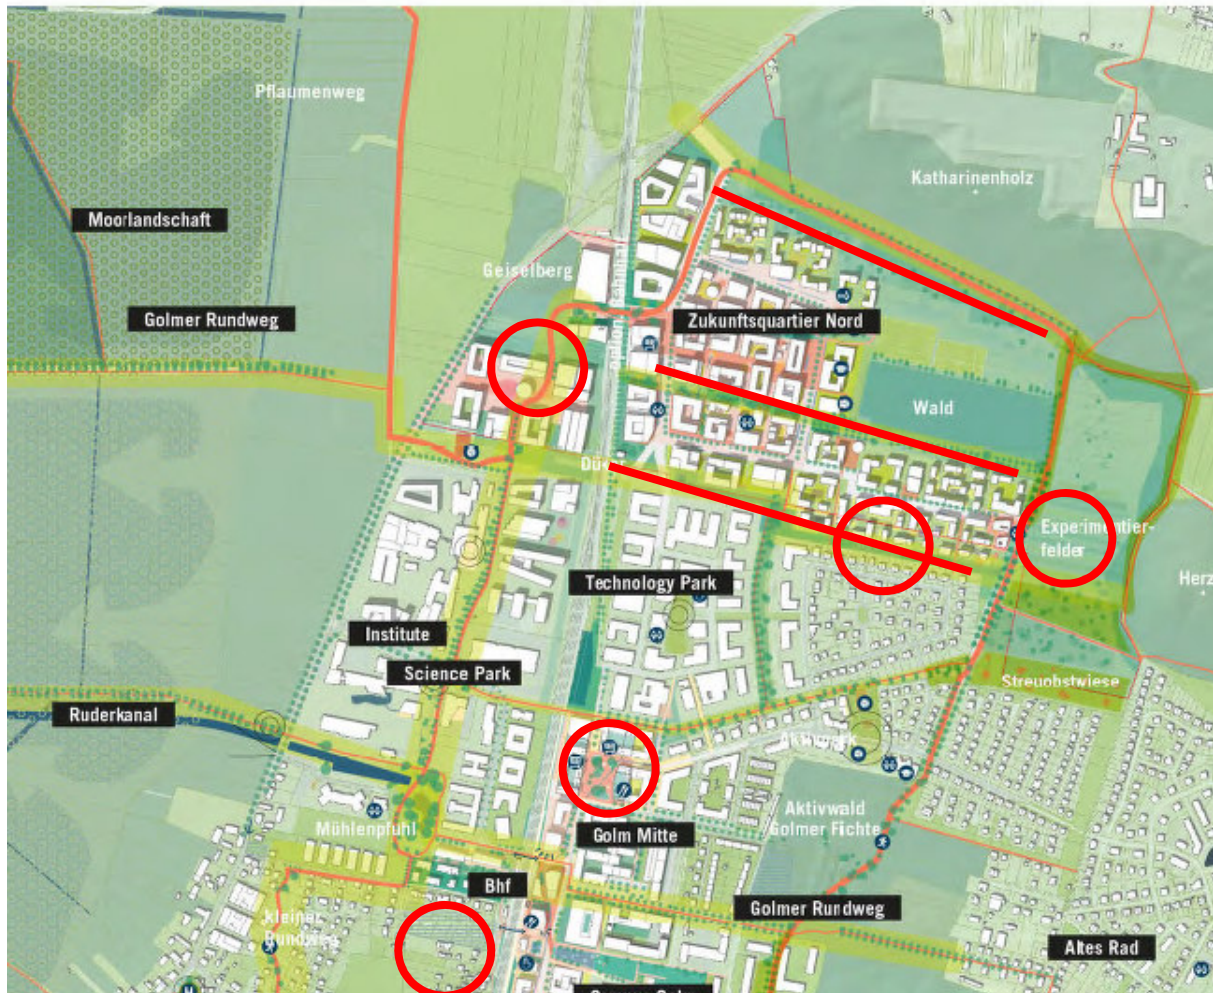 Pflaumenweg
Katharinenholz
Moorlandschaft
Geiselberg
Golmer Rundweg
Zukunftsquartier Nord
Wald
Experimentier-
felder
Technology Park
Herz
Institute
Science Park
Streuobstwiese
Ruderkanal
Aktivpark
Aktivwald
Golmer Fichte
Mühlenpfuhl
Golm Mitte
Bhf
Golmer Rundweg
kleiner
Rundweg
Altes Rad